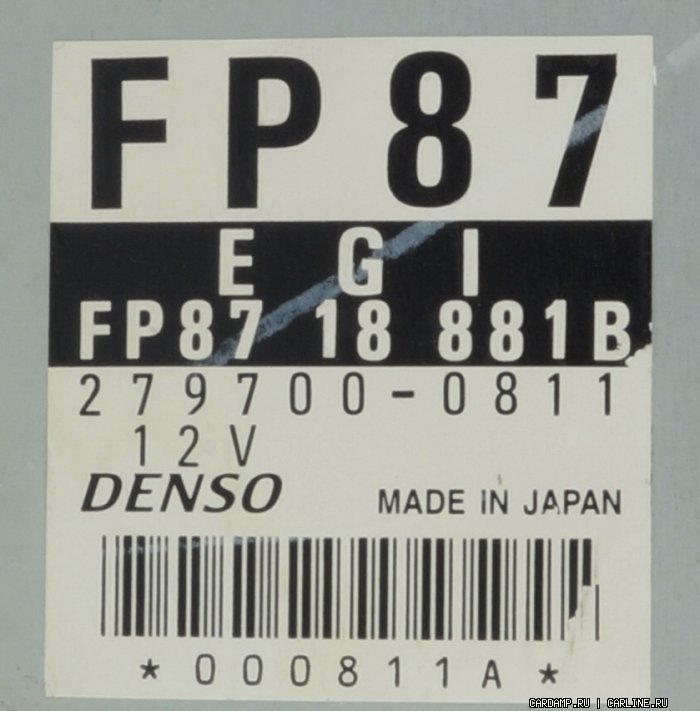 FP87
EGI
FP87 18 881B
279700-0811
12V
DENSO MADE IN JAPAN
*000811A*
CARDAMP.RU | CARLINE.RU